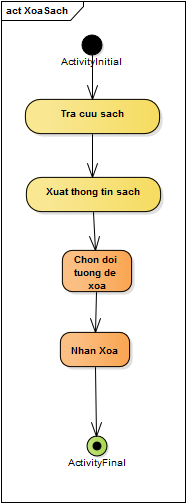 act XoaSach
ActivityInitial
Tra cuu sach
Xuat thong tin sach
Chon doi
tuong de
xoa
Nhan Xoa
ActivityFinal